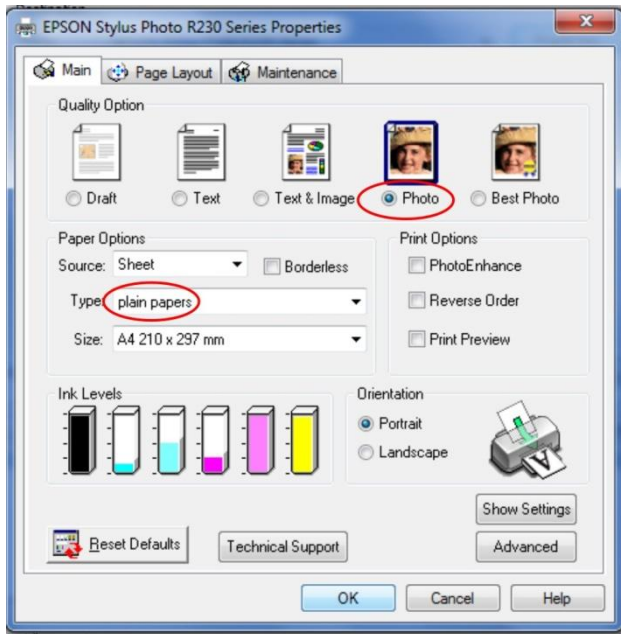 EPSON Stylus Photo R230 Series Properties
Main Page Layout Maintenance
Quality Option
Draft Text Text & Image Photo Best Photo
Paper Options
Source: Sheet Borderless
Type: plain papers
Size: A4 210 x 297 mm
Print Options
PhotoEnhance
Reverse Order
Print Preview
Ink Levels
Orientation
Portrait
Landscape
A
Show Settings
Reset Defaults Technical Support Advanced
OK Cancel Help